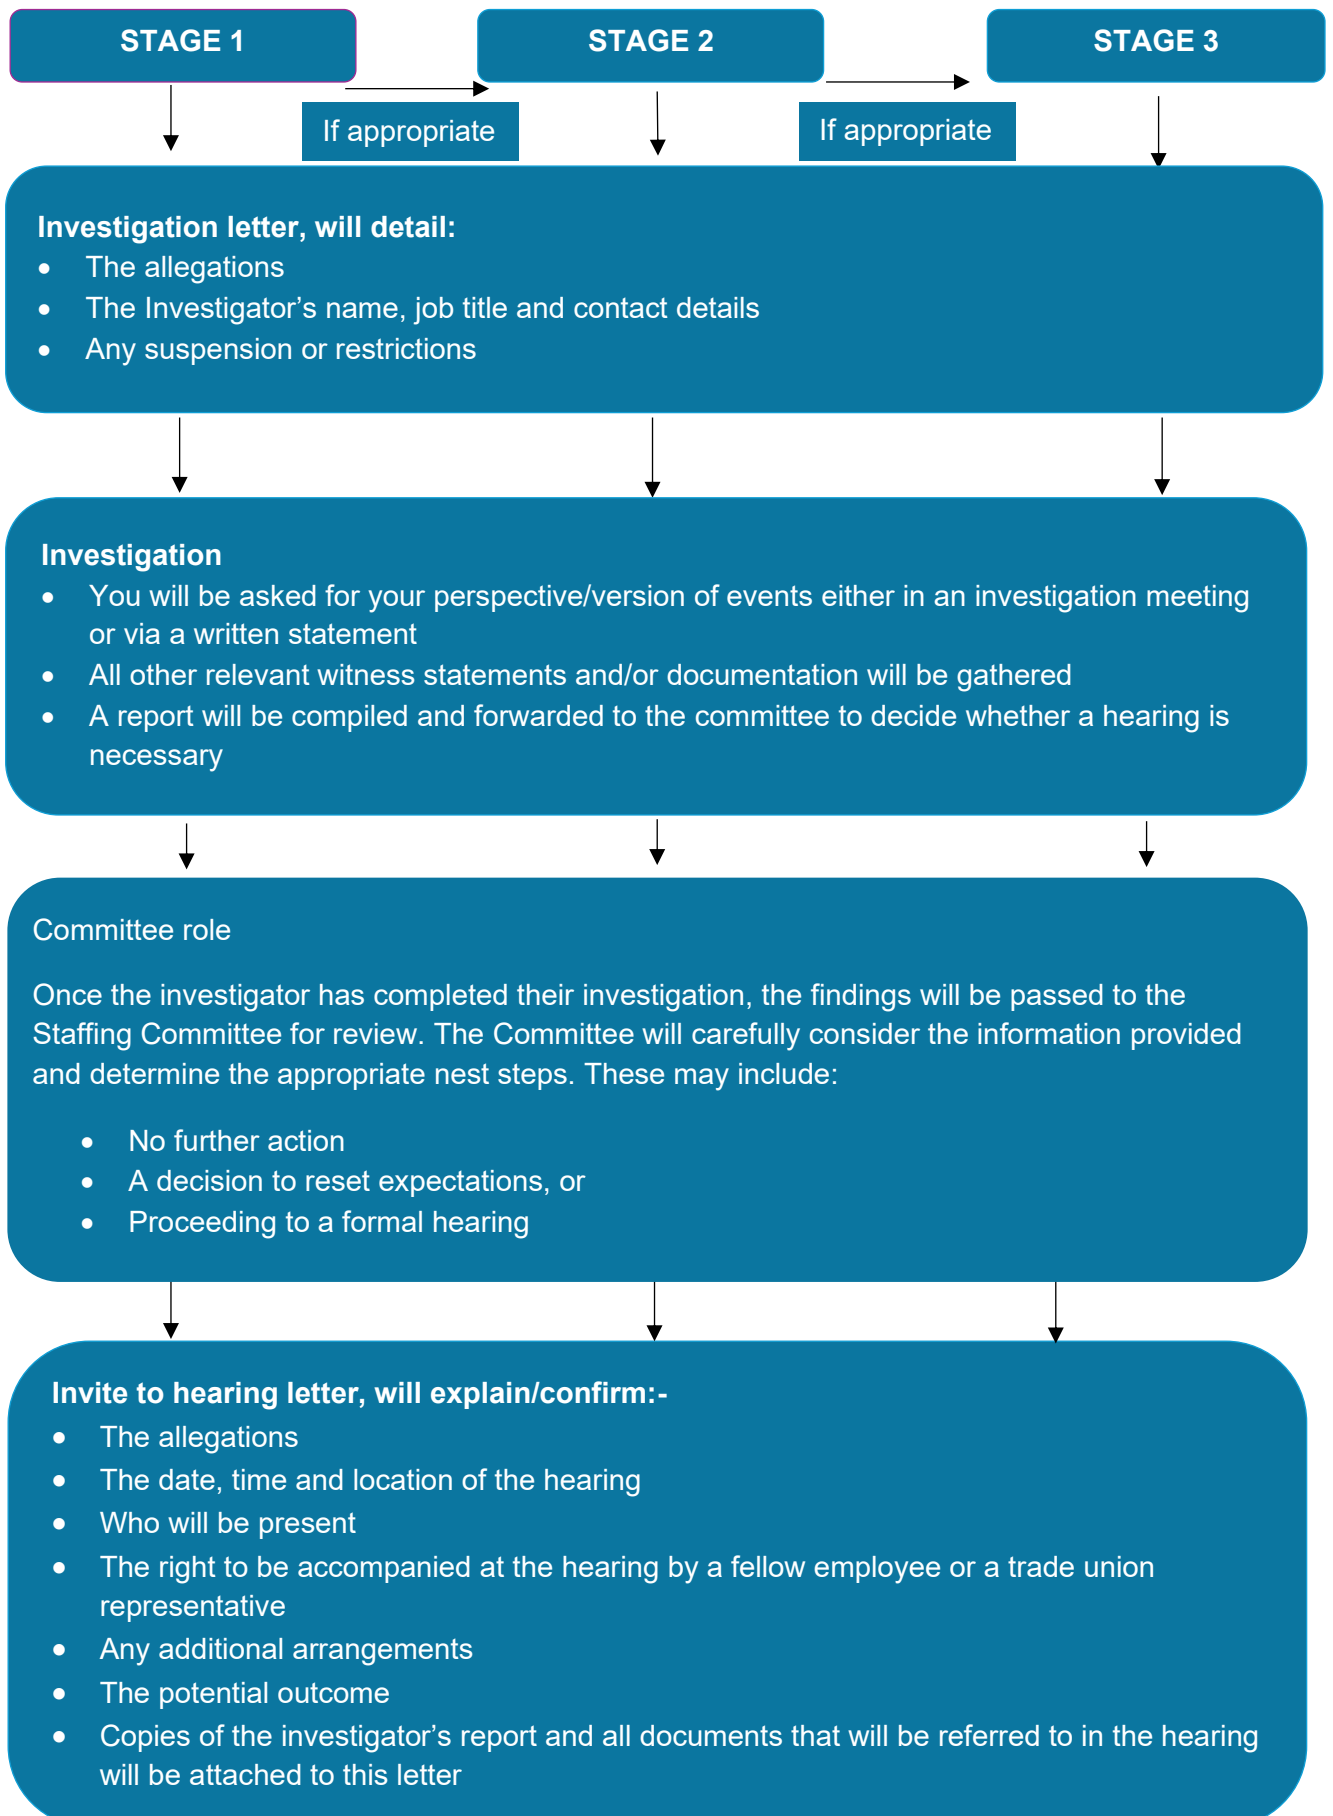 STAGE 1
STAGE 2
STAGE 3
If appropriate
If appropriate
Investigation letter, will detail:
• The allegations
• The Investigator’s name, job title and contact details
• Any suspension or restrictions
Investigation
• You will be asked for your perspective/version of events either in an investigation meeting
or via a written statement
• All other relevant witness statements and/or documentation will be gathered
• A report will be compiled and forwarded to the committee to decide whether a hearing is
necessary
Committee role
Once the investigator has completed their investigation, the findings will be passed to the
Staffing Committee for review. The Committee will carefully consider the information provided
and determine the appropriate nest steps. These may include:
• No further action
• A decision to reset expectations, or
• Proceeding to a formal hearing
Invite to hearing letter, will explain/confirm:-
• The allegations
• The date, time and location of the hearing
• Who will be present
• The right to be accompanied at the hearing by a fellow employee or a trade union
representative
• Any additional arrangements
• The potential outcome
• Copies of the investigator’s report and all documents that will be referred to in the hearing
will be attached to this letter